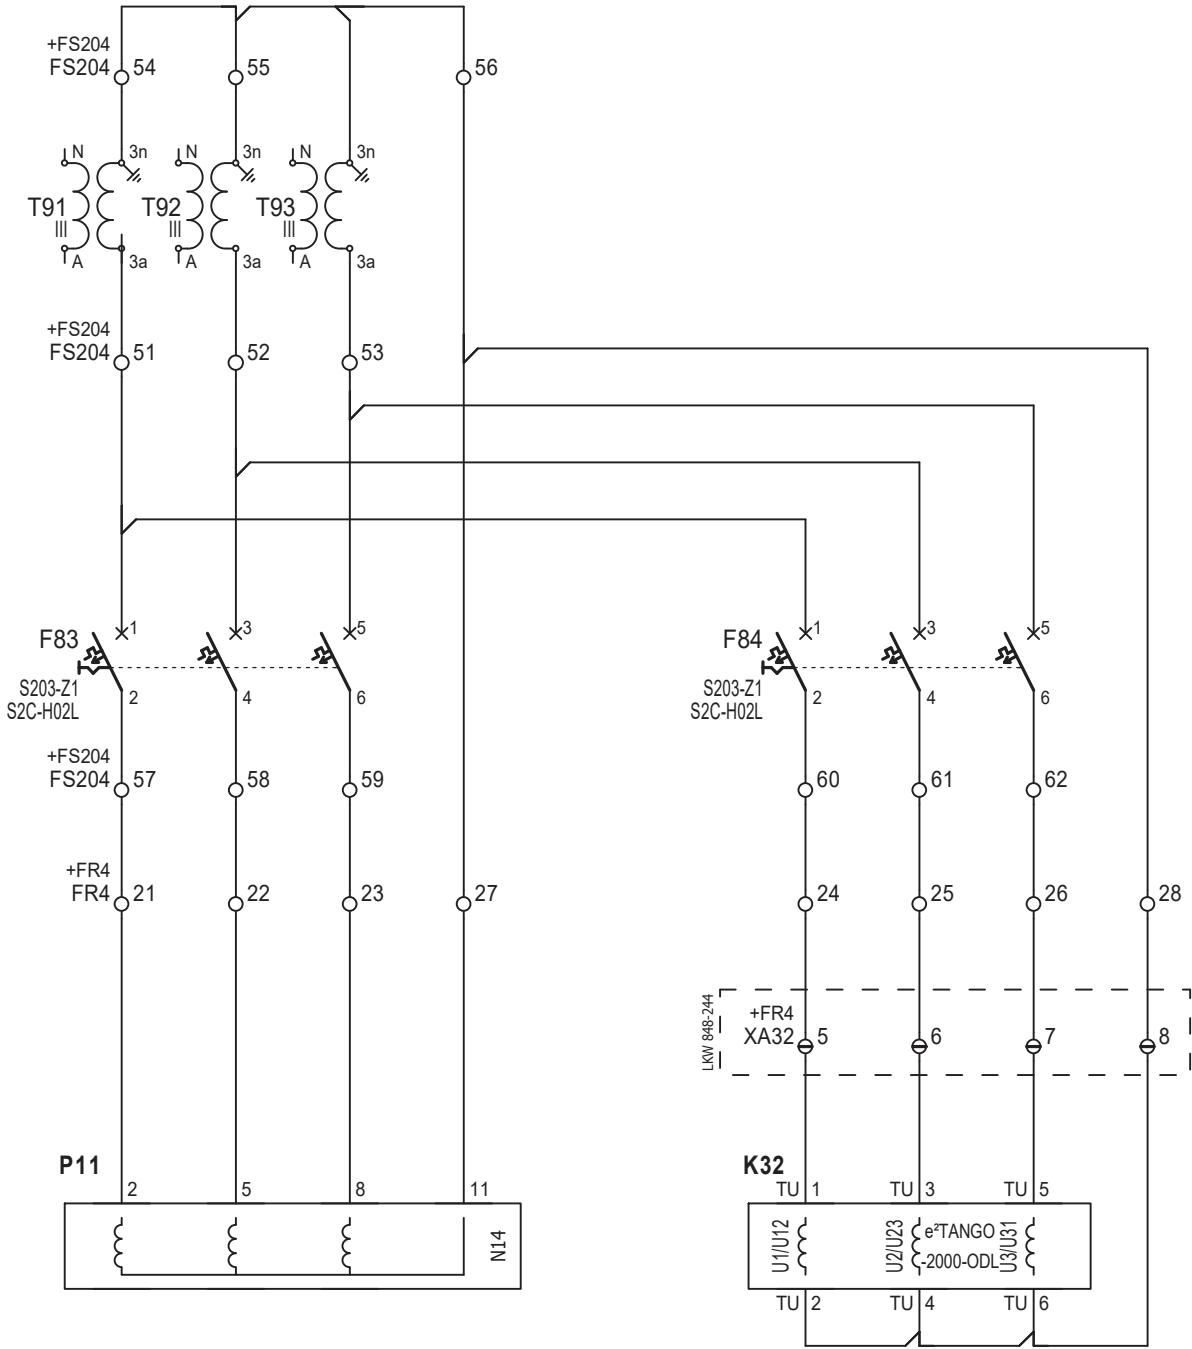 +FS204
FS204 54 55 56
N 3n N 3n N 3n
T91 T92 T93
A 3a A 3a A 3a
+FS204
FS204 51 52 53
F83 1 3 5 F84 1 3 5
S203-Z1 2 4 6 S203-Z1 2 4 6
S2C-H02L S2C-H02L
+FS204
FS204 57 58 59 60 61 62
+FR4
FR4 21 22 23 27 24 25 26 28
LKW 848-244
+FR4
XA32 5 6 7 8
P11 K32
2 5 8 11 TU 1 TU 3 TU 5
N14 U1/U12 U2/U23 e²TANGO U3/U31
-2000-ODL
TU 2 TU 4 TU 6